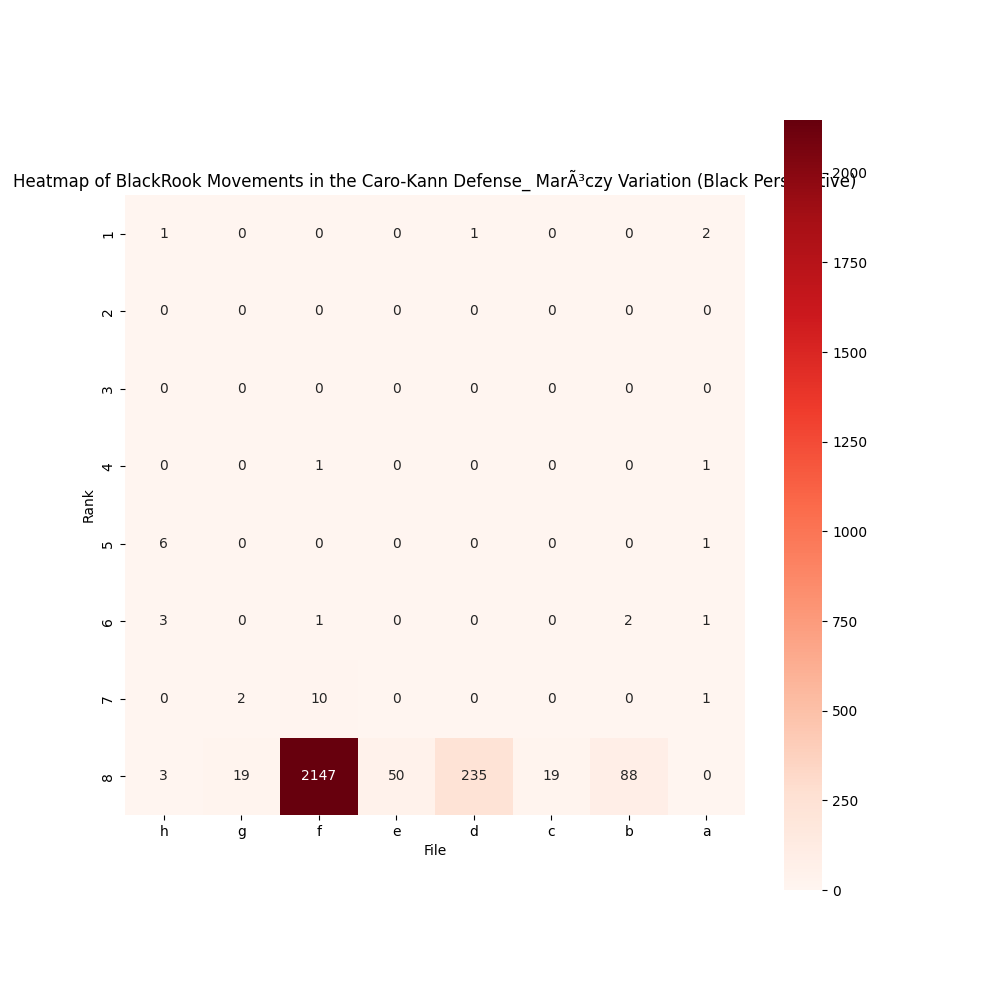 Heatmap of BlackRook Movements in the Caro-Kann Defense_ MarÃ³czy Variation (Black Pers tive)
2000
1750
1500
1250
1000
750
500
250
0
Rank
1 1 0 0 0 1 0 0 2
2 0 0 0 0 0 0 0 0
3 0 0 0 0 0 0 0 0
4 0 0 1 0 0 0 0 1
5 6 0 0 0 0 0 0 1
6 3 0 1 0 0 0 2 1
7 0 2 10 0 0 0 0 1
8 3 19 2147 50 235 19 88 0
h g f e d c b a
File